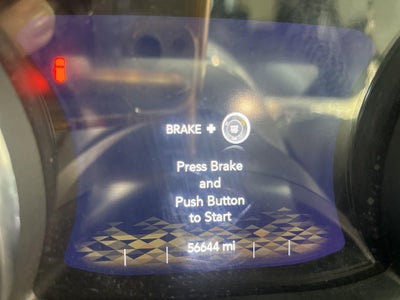 BRAKE +
Press Brake
and
Push Button
to Start
56644 mi